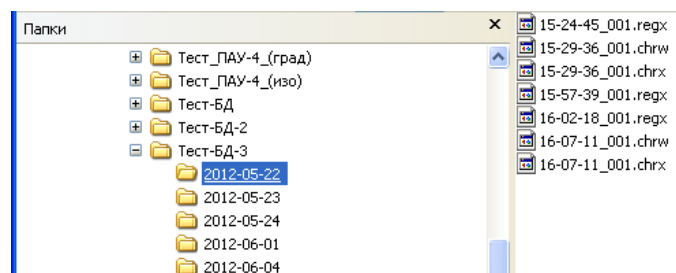 Папки
Тест_ПАУ-4_(град)
Тест_ПАУ-4_(изо)
Тест-БД
Тест-БД-2
Тест-БД-3
2012-05-22
2012-05-23
2012-05-24
2012-06-01
2012-06-04
15-24-45_001.regx
15-29-36_001.chrw
15-29-36_001.chrx
15-57-39_001.regx
16-02-18_001.regx
16-07-11_001.chrw
16-07-11_001.chrx